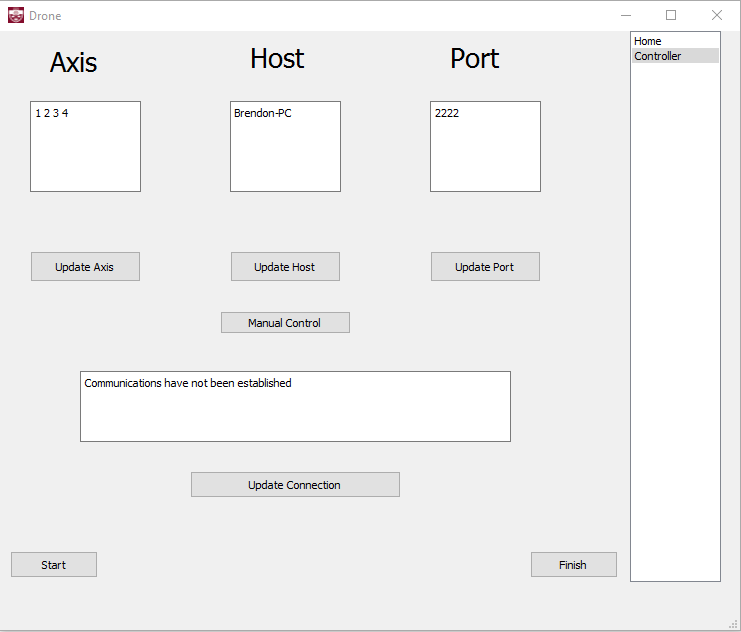 Drone
Axis
Host
Port
Home
Controller
1 2 3 4
Brendon-PC
2222
Update Axis
Update Host
Update Port
Manual Control
Communications have not been established
Update Connection
Start
Finish